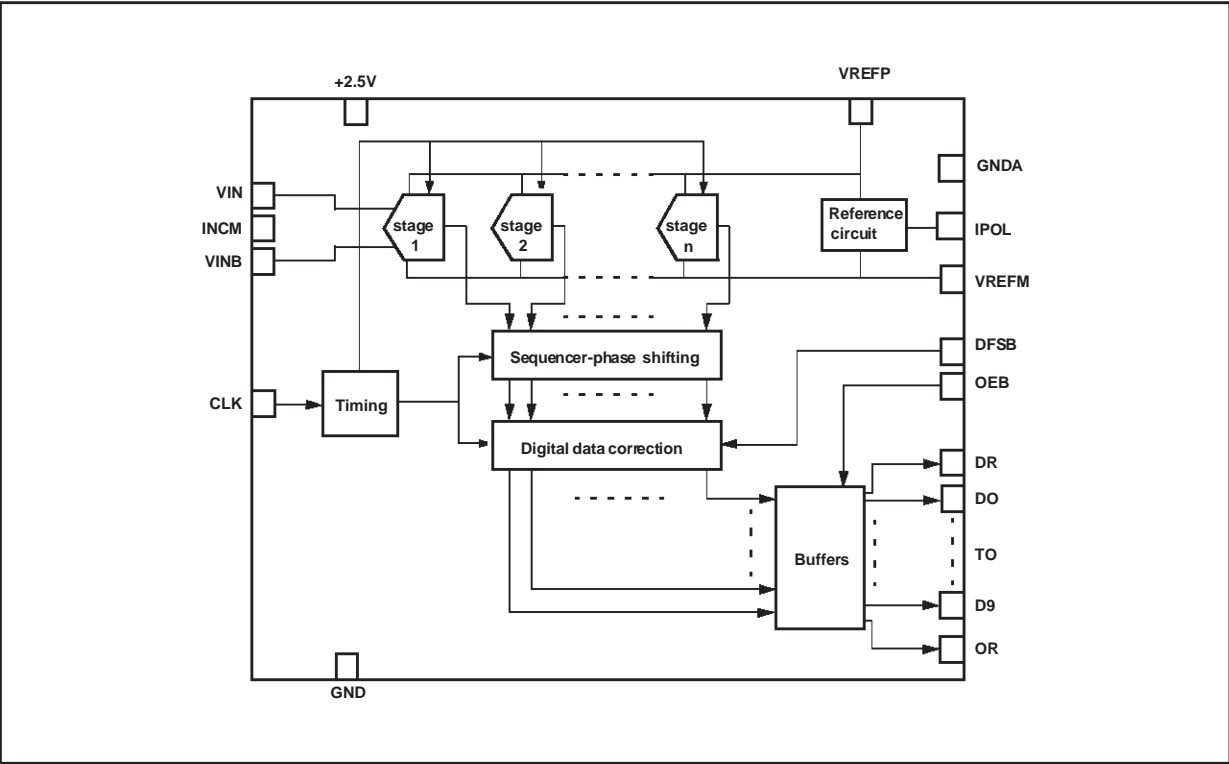 +2.5V
VREFP
GNDA
VIN
stage
1
stage
2
stage
n
Reference
circuit
INCM
IPOL
VINB
VREFM
Sequencer-phase shifting
DFSB
OEB
CLK
Timing
Digital data correction
DR
DO
Buffers
TO
D9
OR
GND